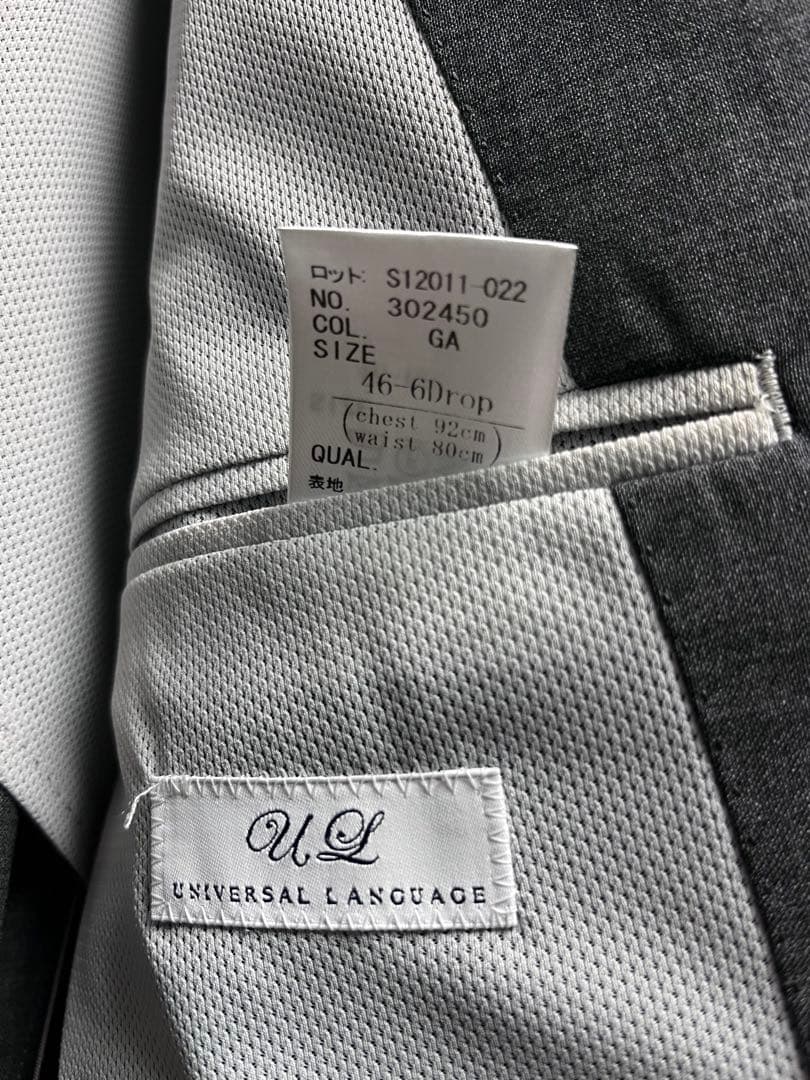 ロット: S12011-022
NO. 302450
COL. GA
SIZE
46-6Drop
(chest 92cm
waist 80cm)
QUAL.
表地
UL
UNIVERSAL LANGUAGE